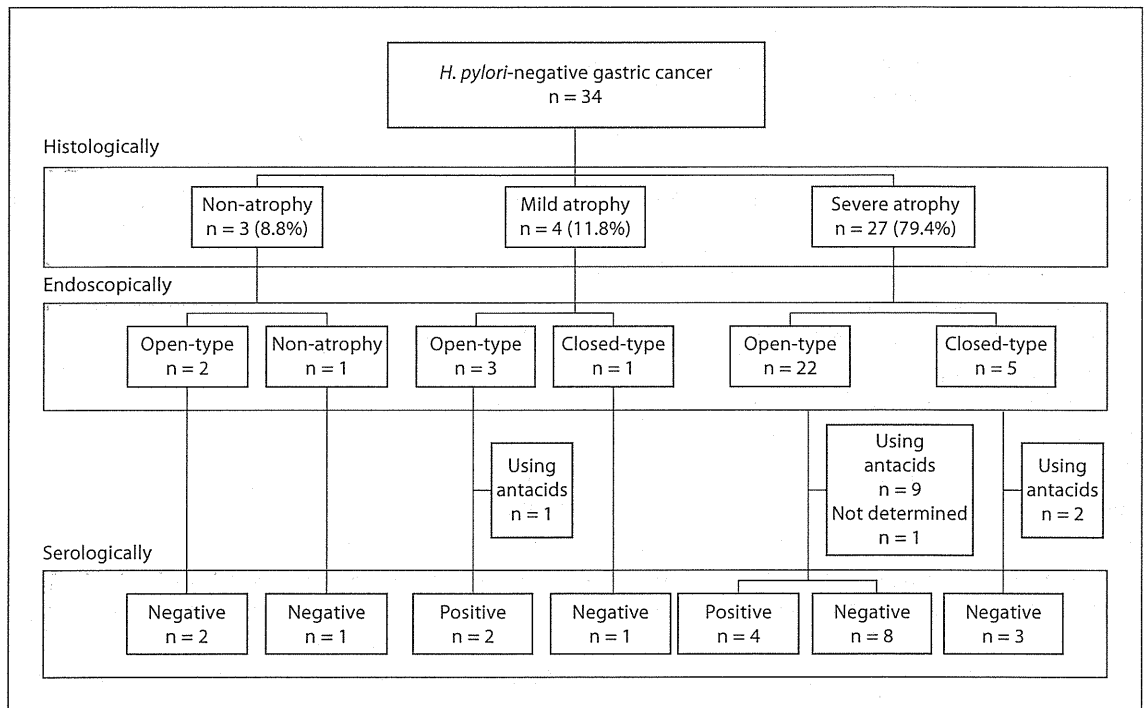 H. pylori-negative gastric cancer
n = 34
Histologically
Non-atrophy
n = 3 (8.8%)
Mild atrophy
n = 4 (11.8%)
Severe atrophy
n = 27 (79.4%)
Endoscopically
Open-type
n = 2
Non-atrophy
n = 1
Open-type
n = 3
Closed-type
n = 1
Open-type
n = 22
Closed-type
n = 5
Using
antacids
n = 1
Using
antacids
n = 9
Not determined
n = 1
Using
antacids
n = 2
Serologically
Negative
n = 2
Negative
n = 1
Positive
n = 2
Negative
n = 1
Positive
n = 4
Negative
n = 8
Negative
n = 3